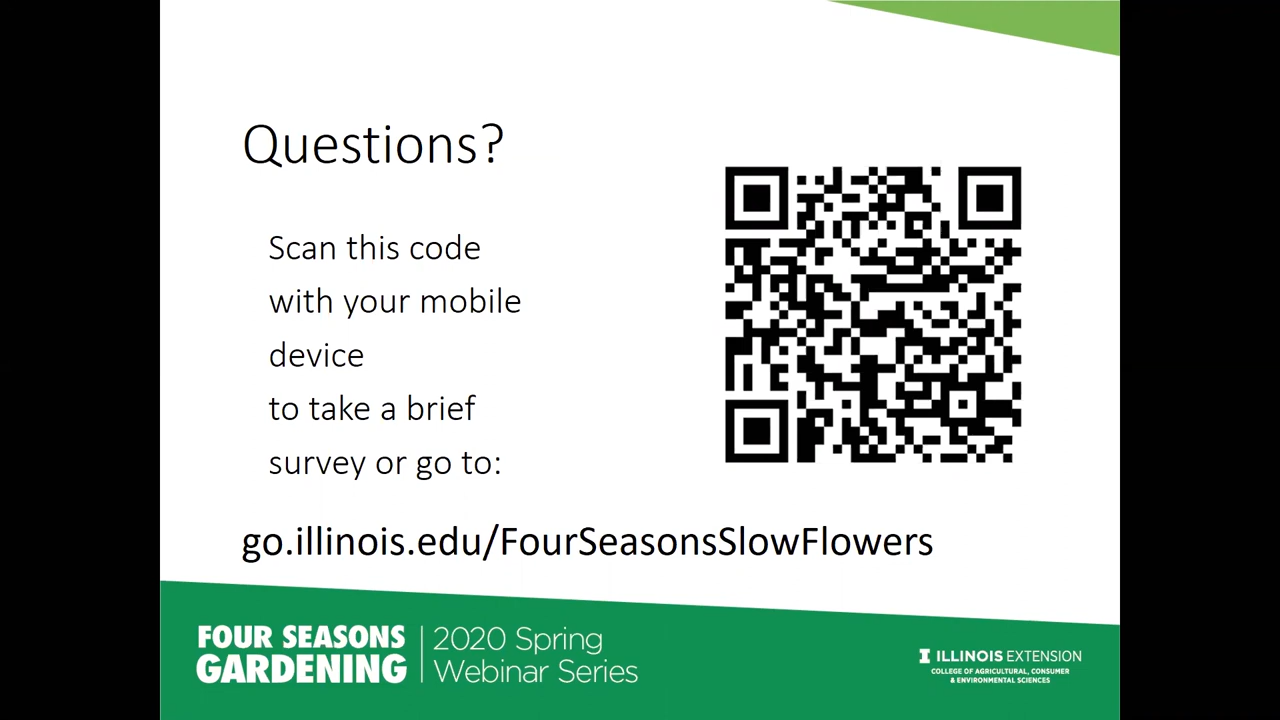 Questions?
Scan this code
with your mobile
device
to take a brief
survey or go to:
go.illinois.edu/FourSeasonsSlowFlowers
FOUR SEASONS
GARDENING
2020 Spring
Webinar Series
I ILLINOIS EXTENSION
COLLEGE OF AGRICULTURAL, CONSUMER
& ENVIRONMENTAL SCIENCES